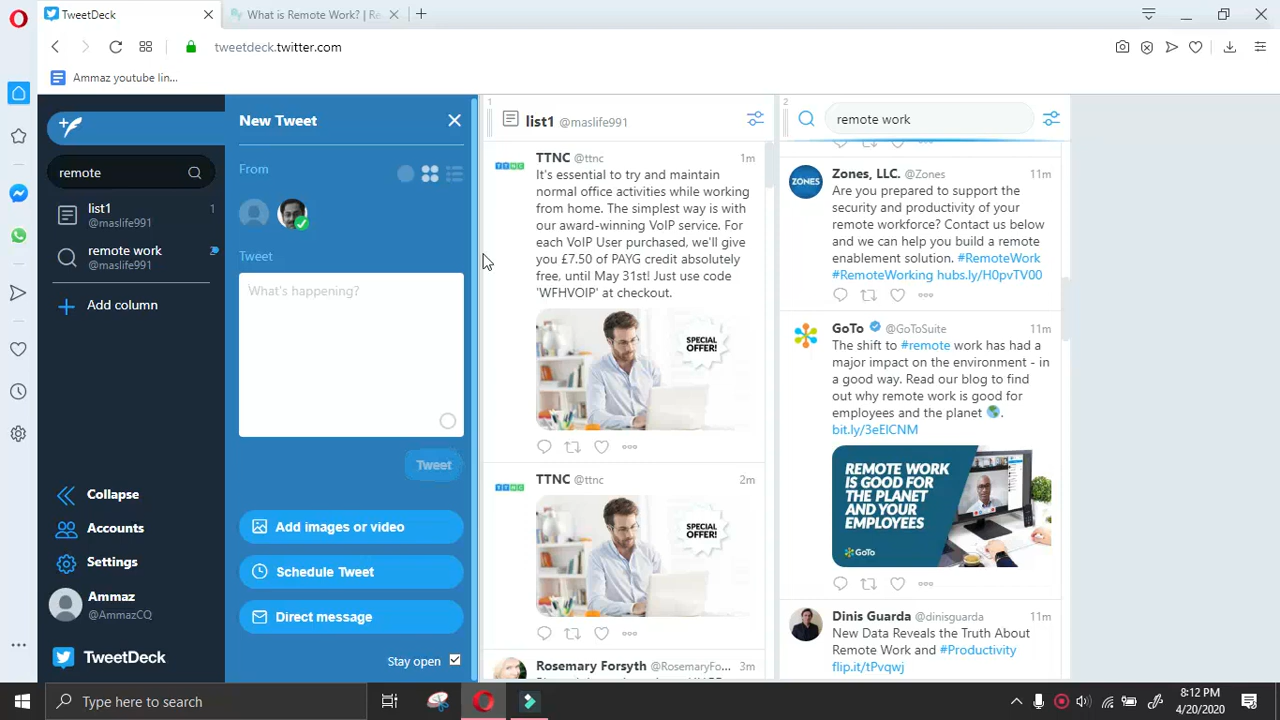 TweetDeck
What is Remote Work? | R
tweetdeck.twitter.com
Ammaz youtube lin...
remote
list1
@maslife991
1
remote work
@maslife991
Add column
Collapse
Accounts
Settings
Ammaz
@AmmazCQ
TweetDeck
New Tweet
From
Tweet
What's happening?
Tweet
Add images or video
Schedule Tweet
Direct message
Stay open
1
list1 @maslife991
TTNC @ttnc 1m
It's essential to try and maintain
normal office activities while working
from home. The simplest way is with
our award-winning VoIP service. For
each VoIP User purchased, we'll give
you £7.50 of PAYG credit absolutely
free, until May 31st! Just use code
'WFHVOIP' at checkout.
SPECIAL
OFFER!
TTNC @ttnc 2m
SPECIAL
OFFER!
Rosemary Forsyth @RosemaryFo... 3m
2
remote work
Zones, LLC. @Zones 11m
ZONES
Are you prepared to support the
security and productivity of your
remote workforce? Contact us below
and we can help you build a remote
enablement solution. #RemoteWork
#RemoteWorking hubs.ly/H0pvTV00
GoTo @GoToSuite 11m
The shift to #remote work has had a
major impact on the environment - in
a good way. Read our blog to find
out why remote work is good for
employees and the planet 🌎.
bit.ly/3eElCNM
REMOTE WORK
IS GOOD FOR
THE PLANET
AND YOUR
EMPLOYEES
GoTo
Dinis Guarda @dinisguarda 11m
New Data Reveals the Truth About
Remote Work and #Productivity
flip.it/tPvqwj
Type here to search
8:12 PM
4/20/2020